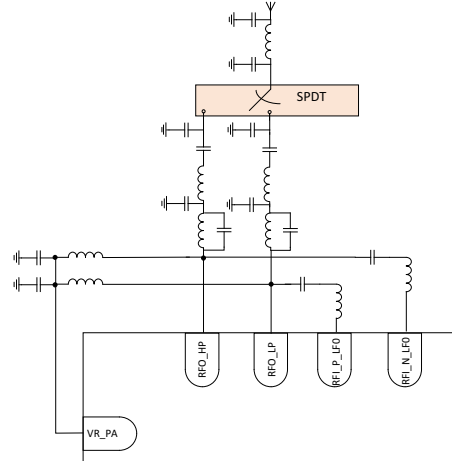 SPDT
RFO_HP
RFO_LP
RFI_P_LF0
RFI_N_LF0
VR_PA